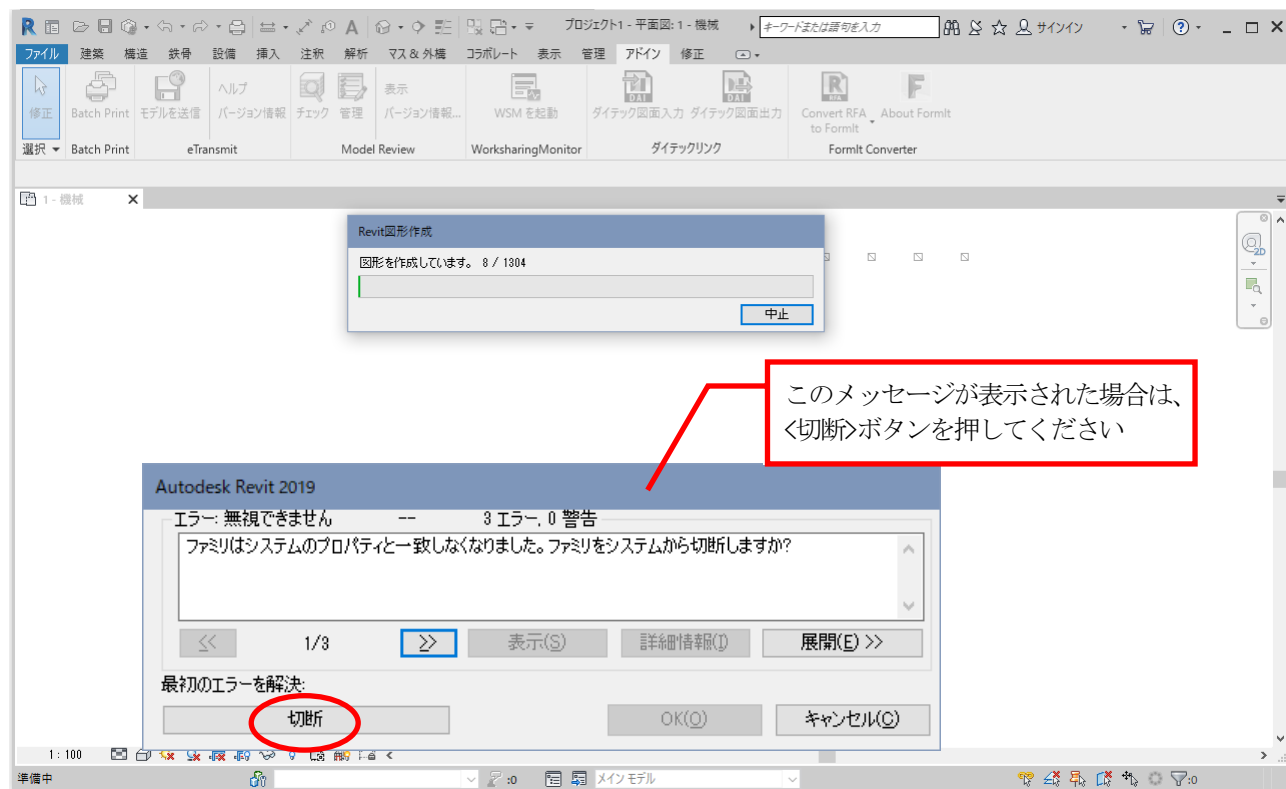 プロジェクト1 - 平面図: 1 - 機械
キーワードまたは語句を入力
サインイン
ファイル 建築 構造 鉄骨 設備 挿入 注釈 解析 マス & 外構 コラボレート 表示 管理 アドイン 修正
ヘルプ
表示
修正 Batch Print モデルを送信 バージョン情報 チェック 管理 バージョン情報... WSM を起動 ダイテック図面入力 ダイテック図面出力 Convert RFA to FormIt About FormIt
選択 Batch Print eTransmit Model Review WorksharingMonitor ダイテックリンク FormIt Converter
1 - 機械
Revit図形作成
図形を作成しています。 8 / 1304
中止
2D
このメッセージが表示された場合は、
<切断>ボタンを押してください
Autodesk Revit 2019
エラー: 無視できません -- 3 エラー, 0 警告
ファミリはシステムのプロパティと一致しなくなりました。ファミリをシステムから切断しますか?
<< 1/3 >> 表示(S) 詳細情報(I) 展開(E) >>
最初のエラーを解決:
切断 OK(O) キャンセル(C)
1 : 100
準備中 :0 メイン モデル :0